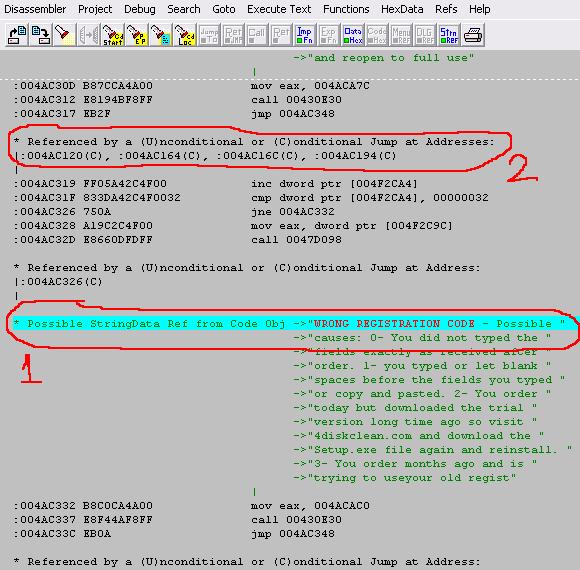 Disassembler Project Debug Search Goto Execute Text Functions HexData Refs Help
Cd Start P E P Cd Loc Jump To Ret JMP Call Ret Imp Fn Exp Fn Data Hex Code Hex Menu Ref DLG Ref Strn Ref
->"and reopen to full use"
|
:004AC30D B87CCA4A00 mov eax, 004ACA7C
:004AC312 E8194BF8FF call 00430E30
:004AC317 EB2F jmp 004AC348
* Referenced by a (U)nconditional or (C)onditional Jump at Addresses:
|:004AC120(C), :004AC164(C), :004AC16C(C), :004AC194(C)
|
2
:004AC319 FF05A42C4F00 inc dword ptr [004F2CA4]
:004AC31F 833DA42C4F0032 cmp dword ptr [004F2CA4], 00000032
:004AC326 750A jne 004AC332
:004AC328 A19C2C4F00 mov eax, dword ptr [004F2C9C]
:004AC32D E8660DFDFF call 0047D098
* Referenced by a (U)nconditional or (C)onditional Jump at Address:
|:004AC326(C)
|
* Possible StringData Ref from Code Obj ->"WRONG REGISTRATION CODE - Possible "
->"causes: 0- You did not typed the "
->"fields exactly as received after "
1
->"order. 1- you typed or let blank "
->"spaces before the fields you typed "
->"or copy and pasted. 2- You order "
->"today but downloaded the trial "
->"version long time ago so visit "
->"4diskclean.com and download the "
->"Setup.exe file again and reinstall. "
->"3- You order months ago and is "
->"trying to useyour old regist"
|
:004AC332 B8C0CA4A00 mov eax, 004ACAC0
:004AC337 E8F44AF8FF call 00430E30
:004AC33C EB0A jmp 004AC348
* Referenced by a (U)nconditional or (C)onditional Jump at Address: